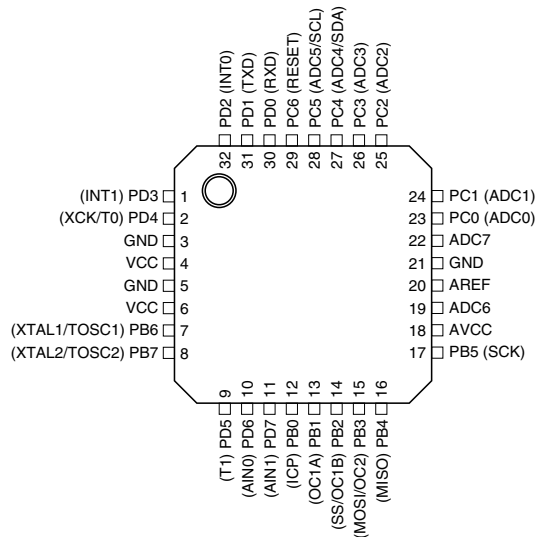 32 PD2 (INT0)
31 PD1 (TXD)
30 PD0 (RXD)
29 PC6 (RESET)
28 PC5 (ADC5/SCL)
27 PC4 (ADC4/SDA)
26 PC3 (ADC3)
25 PC2 (ADC2)
(INT1) PD3 1
(XCK/T0) PD4 2
GND 3
VCC 4
GND 5
VCC 6
(XTAL1/TOSC1) PB6 7
(XTAL2/TOSC2) PB7 8
24 PC1 (ADC1)
23 PC0 (ADC0)
22 ADC7
21 GND
20 AREF
19 ADC6
18 AVCC
17 PB5 (SCK)
(T1) PD5 9
(AIN0) PD6 10
(AIN1) PD7 11
(ICP) PB0 12
(OC1A) PB1 13
(SS/OC1B) PB2 14
(MOSI/OC2) PB3 15
(MISO) PB4 16